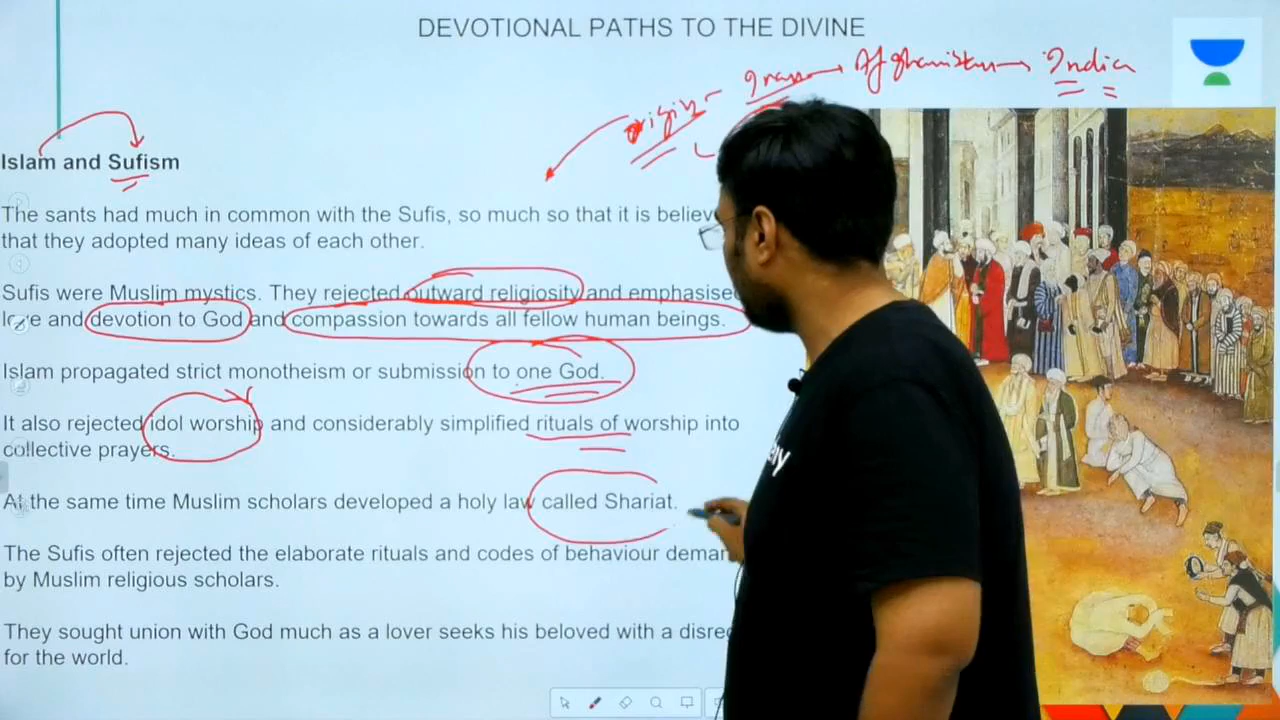 DEVOTIONAL PATHS TO THE DIVINE
origin - Iran → Afghanistan → India
Islam and Sufism
The sants had much in common with the Sufis, so much so that it is believe
that they adopted many ideas of each other.
Sufis were Muslim mystics. They rejected outward religiosity and emphasise
love and devotion to God and compassion towards all fellow human beings.
Islam propagated strict monotheism or submission to one God.
It also rejected idol worship and considerably simplified rituals of worship into
collective prayers.
At the same time Muslim scholars developed a holy law called Shariat.
The Sufis often rejected the elaborate rituals and codes of behaviour deman
by Muslim religious scholars.
They sought union with God much as a lover seeks his beloved with a disre
for the world.